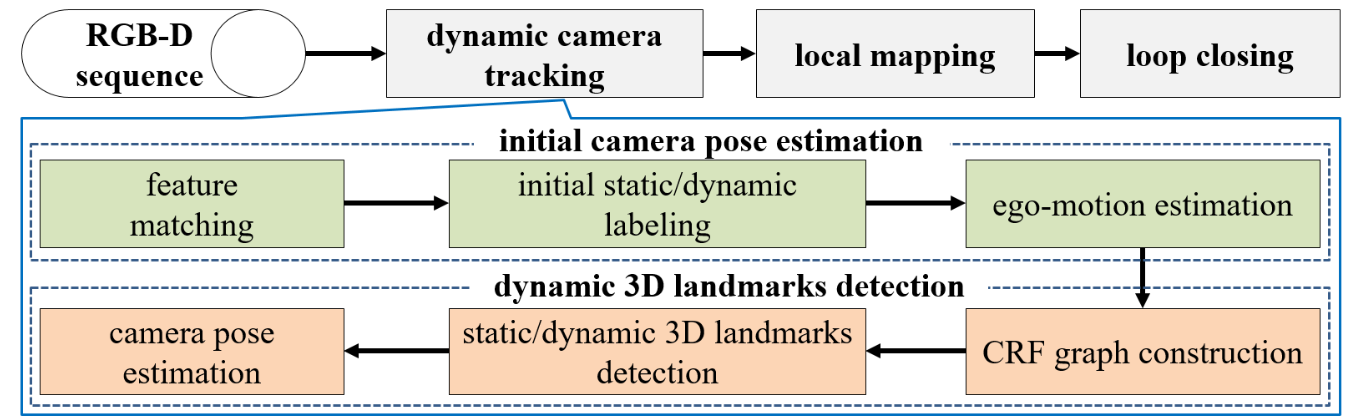 RGB-D
sequence
dynamic camera
tracking
local mapping
loop closing
initial camera pose estimation
feature
matching
initial static/dynamic
labeling
ego-motion estimation
dynamic 3D landmarks detection
camera pose
estimation
static/dynamic 3D landmarks
detection
CRF graph construction